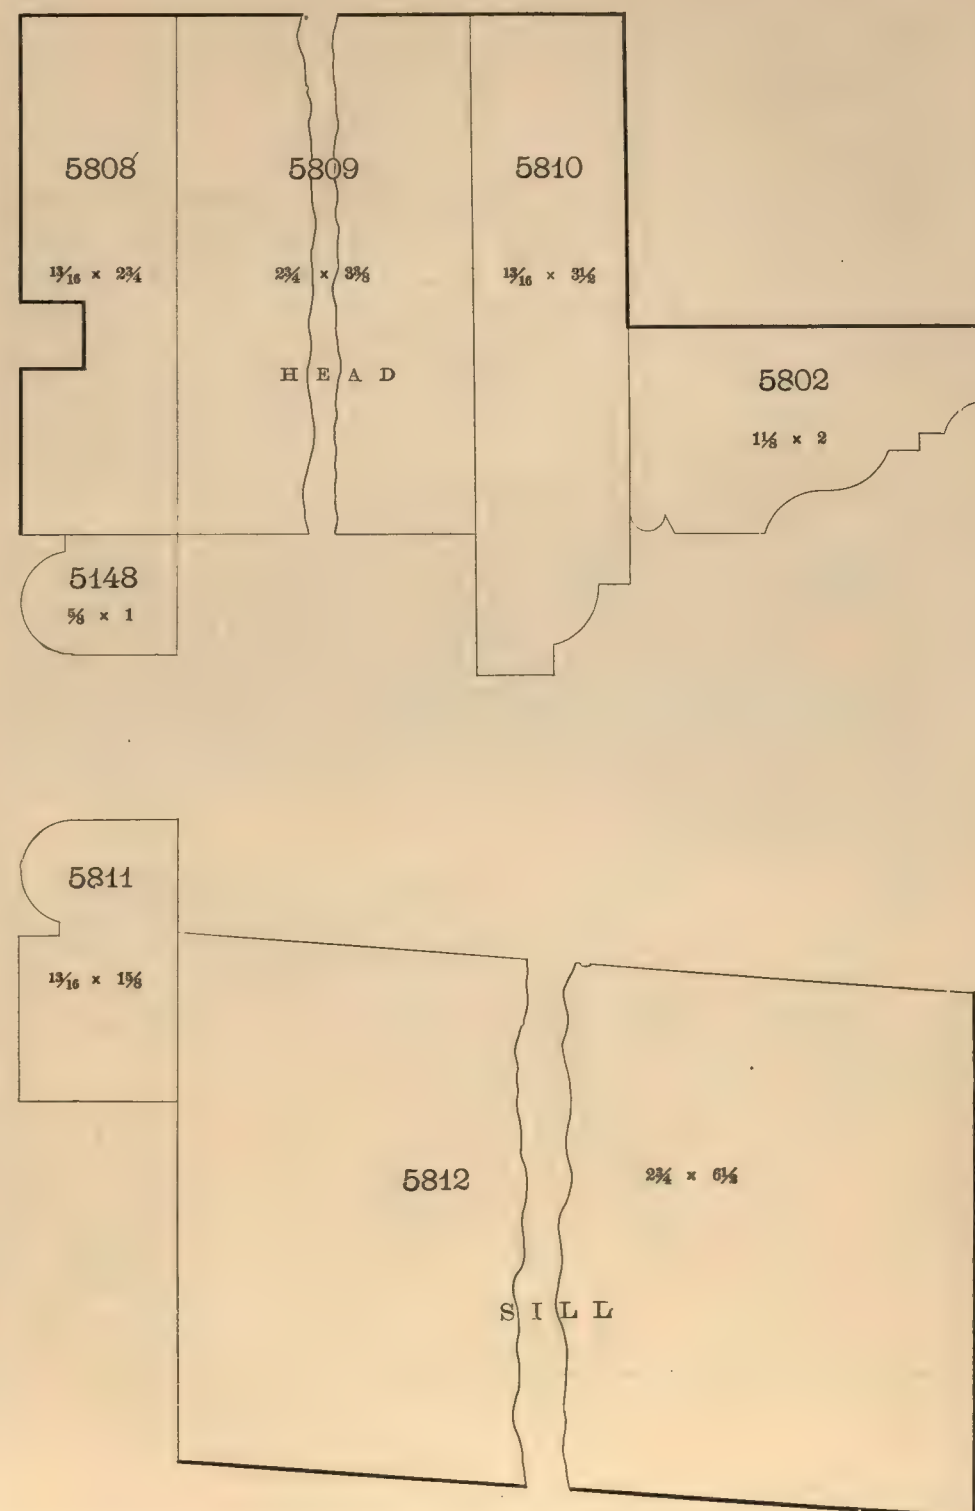 5808 5809 5810
13/16 × 2¾ 2¾ × 3⅜ 13/16 × 3½
HEAD
5802
1⅛ × 2
5148
⅝ × 1
5811
13/16 × 1⅝
5812 2¾ × 6½
SILL